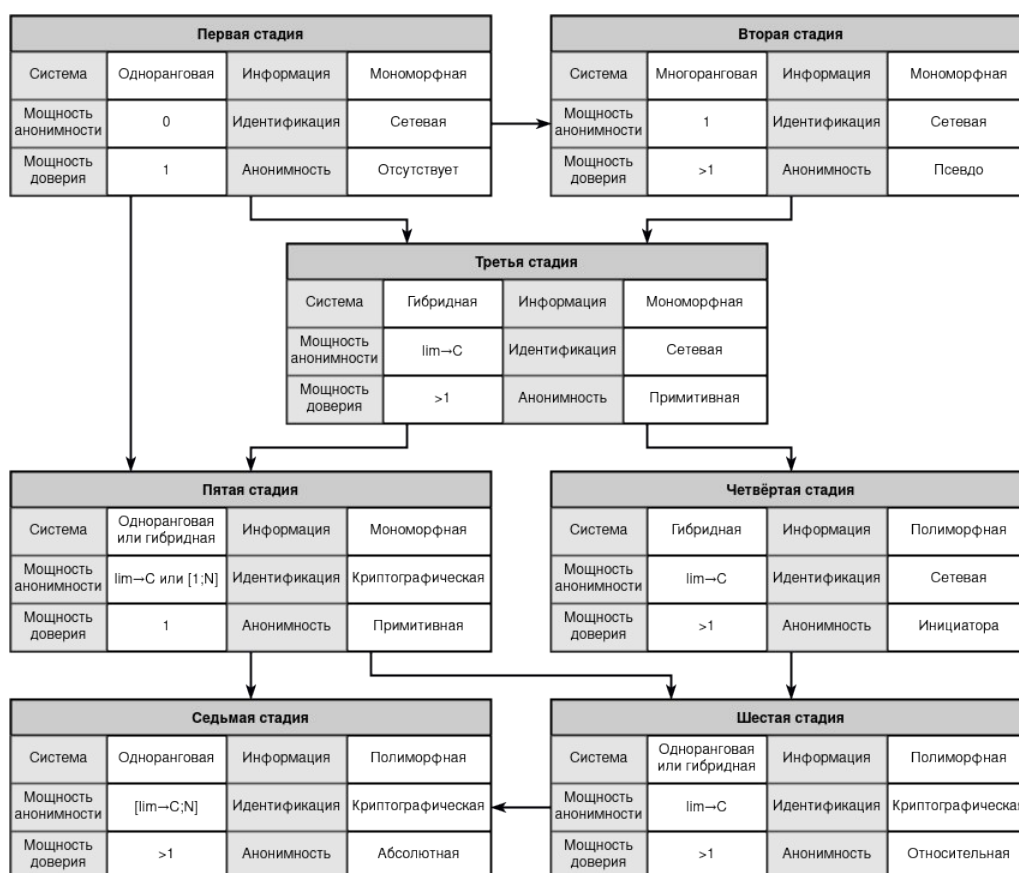 Первая стадия
Система Одноранговая Информация Мономорфная
Мощность анонимности 0 Идентификация Сетевая
Мощность доверия 1 Анонимность Отсутствует
Вторая стадия
Система Многоранговая Информация Мономорфная
Мощность анонимности 1 Идентификация Сетевая
Мощность доверия >1 Анонимность Псевдо
Третья стадия
Система Гибридная Информация Мономорфная
Мощность анонимности lim→C Идентификация Сетевая
Мощность доверия >1 Анонимность Примитивная
Пятая стадия
Система Одноранговая или гибридная Информация Мономорфная
Мощность анонимности lim→C или [1;N] Идентификация Криптографическая
Мощность доверия 1 Анонимность Примитивная
Четвёртая стадия
Система Гибридная Информация Полиморфная
Мощность анонимности lim→C Идентификация Сетевая
Мощность доверия >1 Анонимность Инициатора
Седьмая стадия
Система Одноранговая Информация Полиморфная
Мощность анонимности [lim→C;N] Идентификация Криптографическая
Мощность доверия >1 Анонимность Абсолютная
Шестая стадия
Система Одноранговая или гибридная Информация Полиморфная
Мощность анонимности lim→C Идентификация Криптографическая
Мощность доверия >1 Анонимность Относительная